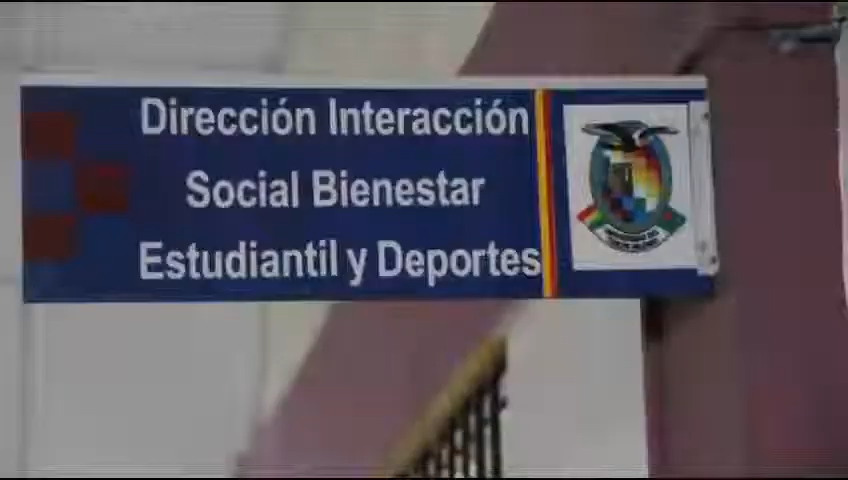 Dirección Interacción
Social Bienestar
Estudiantil y Deportes